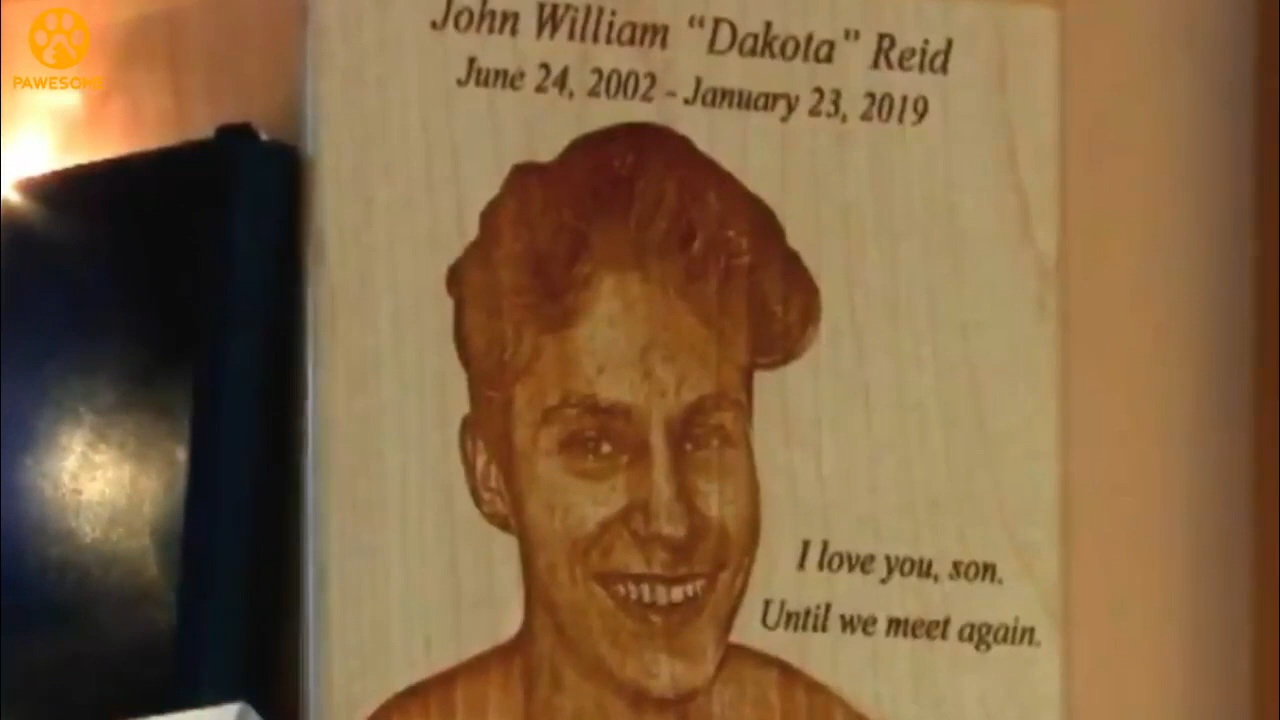 PAWESOME
John William “Dakota” Reid
June 24, 2002 - January 23, 2019
I love you, son.
Until we meet again.